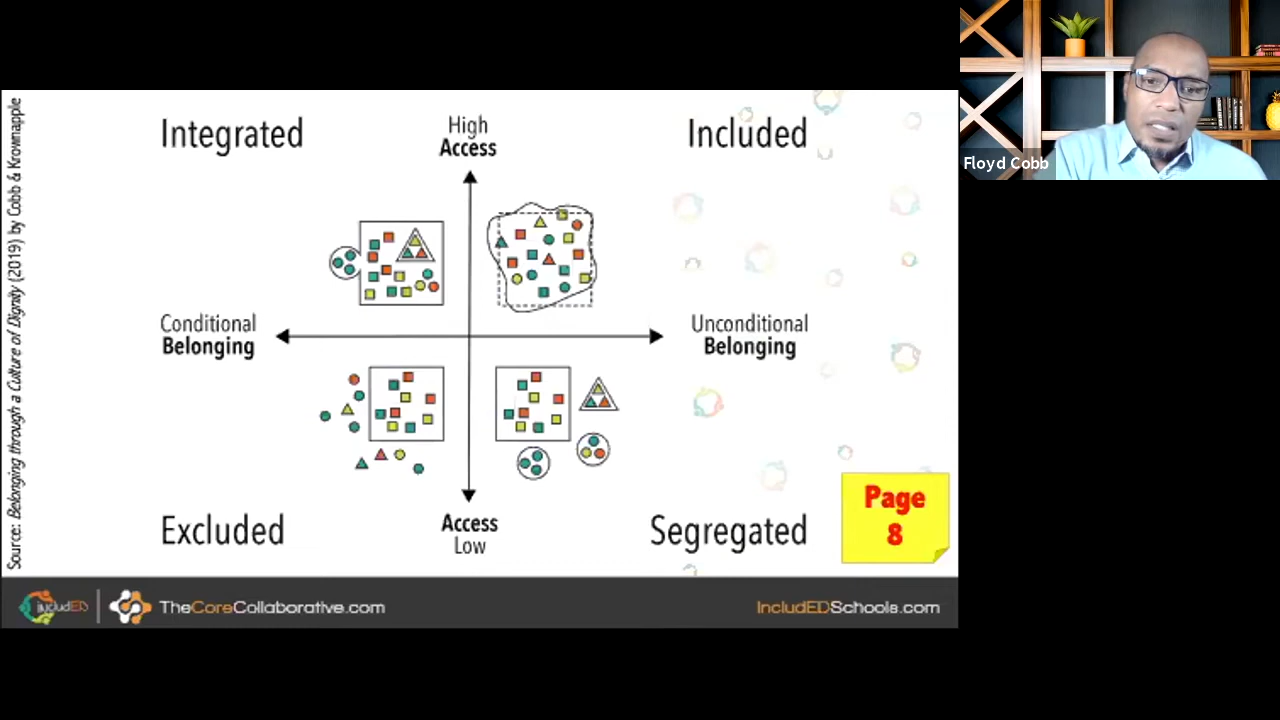 Integrated
High
Access
Included
Conditional
Belonging
Unconditional
Belonging
Excluded
Access
Low
Segregated
Page
8
Source: Belonging through a Culture of Dignity (2019) by Cobb & Krownapple
includED
TheCoreCollaborative.com
IncludEDSchools.com
Floyd Cobb